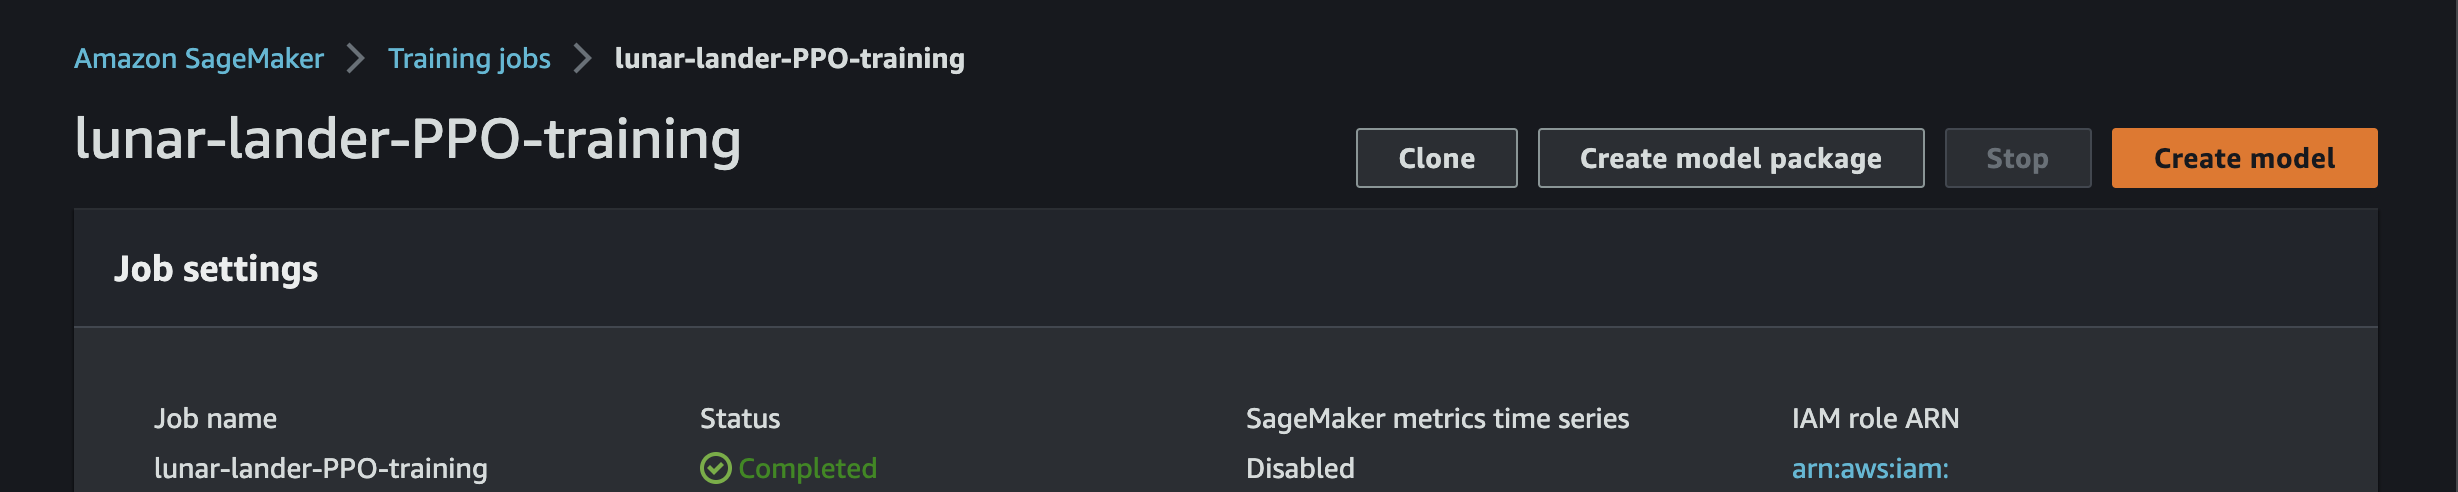 Amazon SageMaker > Training jobs > lunar-lander-PPO-training
lunar-lander-PPO-training
Clone Create model package Stop Create model
Job settings
Job name Status SageMaker metrics time series IAM role ARN
lunar-lander-PPO-training Completed Disabled arn:aws:iam: